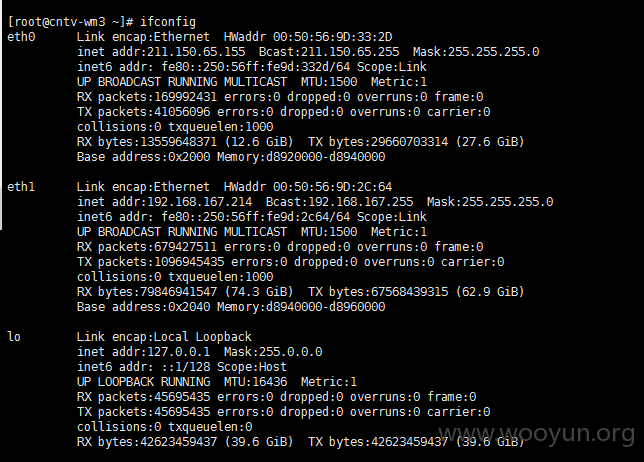 [root@cntv-wm3 ~]# ifconfig
eth0 Link encap:Ethernet HWaddr 00:50:56:9D:33:2D
inet addr:211.150.65.155 Bcast:211.150.65.255 Mask:255.255.255.0
inet6 addr: fe80::250:56ff:fe9d:332d/64 Scope:Link
UP BROADCAST RUNNING MULTICAST MTU:1500 Metric:1
RX packets:169992431 errors:0 dropped:0 overruns:0 frame:0
TX packets:41056096 errors:0 dropped:0 overruns:0 carrier:0
collisions:0 txqueuelen:1000
RX bytes:13559648371 (12.6 GiB) TX bytes:29660703314 (27.6 GiB)
Base address:0x2000 Memory:d8920000-d8940000
eth1 Link encap:Ethernet HWaddr 00:50:56:9D:2C:64
inet addr:192.168.167.214 Bcast:192.168.167.255 Mask:255.255.255.0
inet6 addr: fe80::250:56ff:fe9d:2c64/64 Scope:Link
UP BROADCAST RUNNING MULTICAST MTU:1500 Metric:1
RX packets:679427511 errors:0 dropped:0 overruns:0 frame:0
TX packets:1096945435 errors:0 dropped:0 overruns:0 carrier:0
collisions:0 txqueuelen:1000
RX bytes:79846941547 (74.3 GiB) TX bytes:67568439315 (62.9 GiB)
Base address:0x2040 Memory:d8940000-d8960000
lo Link encap:Local Loopback
inet addr:127.0.0.1 Mask:255.0.0.0
inet6 addr: ::1/128 Scope:Host
UP LOOPBACK RUNNING MTU:16436 Metric:1
RX packets:45695435 errors:0 dropped:0 overruns:0 frame:0
TX packets:45695435 errors:0 dropped:0 overruns:0 carrier:0
collisions:0 txqueuelen:0
RX bytes:42623459437 (39.6 GiB) TX bytes:42623459437 (39.6 GiB)
www.wooyun.org